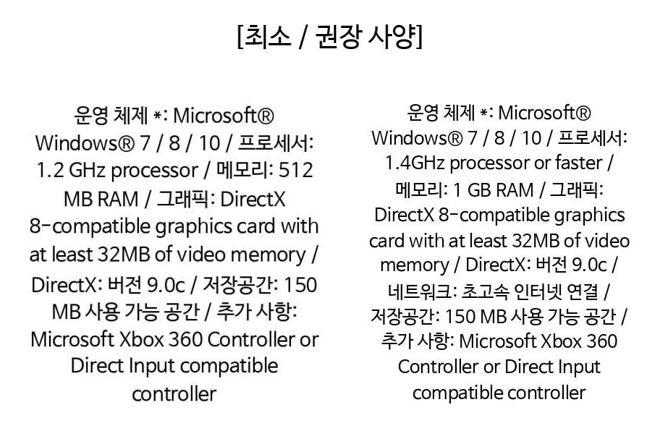 [최소 / 권장 사양]
운영 체제 *: Microsoft®
Windows® 7 / 8 / 10 / 프로세서:
1.2 GHz processor / 메모리: 512
MB RAM / 그래픽: DirectX
8-compatible graphics card with
at least 32MB of video memory /
DirectX: 버전 9.0c / 저장공간: 150
MB 사용 가능 공간 / 추가 사항:
Microsoft Xbox 360 Controller or
Direct Input compatible
controller
운영 체제 *: Microsoft®
Windows® 7 / 8 / 10 / 프로세서:
1.4GHz processor or faster /
메모리: 1 GB RAM / 그래픽:
DirectX 8-compatible graphics
card with at least 32MB of video
memory / DirectX: 버전 9.0c /
네트워크: 초고속 인터넷 연결 /
저장공간: 150 MB 사용 가능 공간 /
추가 사항: Microsoft Xbox 360
Controller or Direct Input
compatible controller